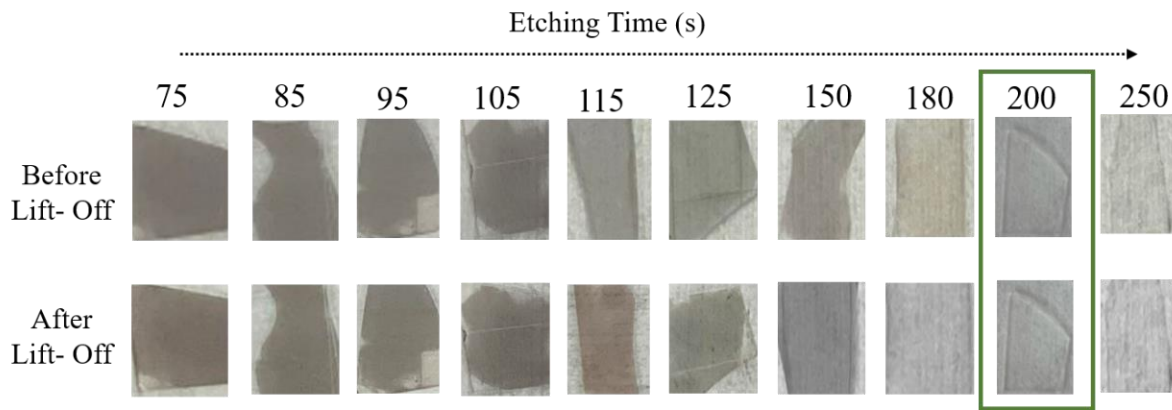 Etching Time (s)
75 85 95 105 115 125 150 180 200 250
Before
Lift- Off
After
Lift- Off